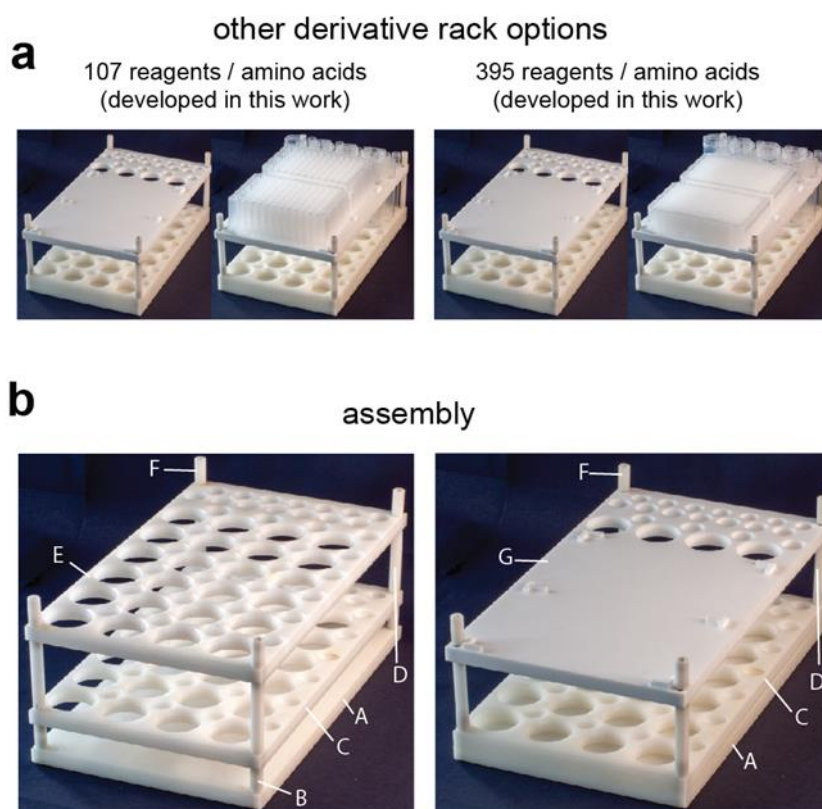 a
other derivative rack options
107 reagents / amino acids
(developed in this work)
395 reagents / amino acids
(developed in this work)
b
assembly
F
E
D
A
C
B
F
G
D
C
A